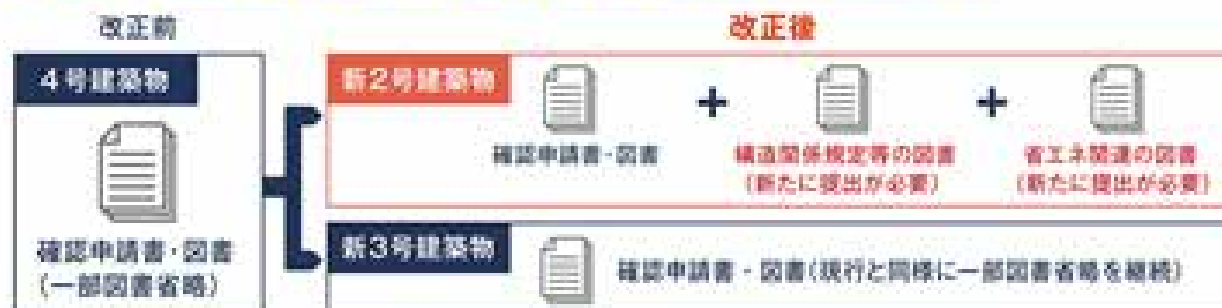 改正前
改正後
4号建築物
確認申請書・図書
(一部図書省略)
新2号建築物
確認申請書・図書
+
構造関係規定等の図書
(新たに提出が必要)
+
省エネ関連の図書
(新たに提出が必要)
新3号建築物
確認申請書・図書(現行と同様に一部図書省略を継続)